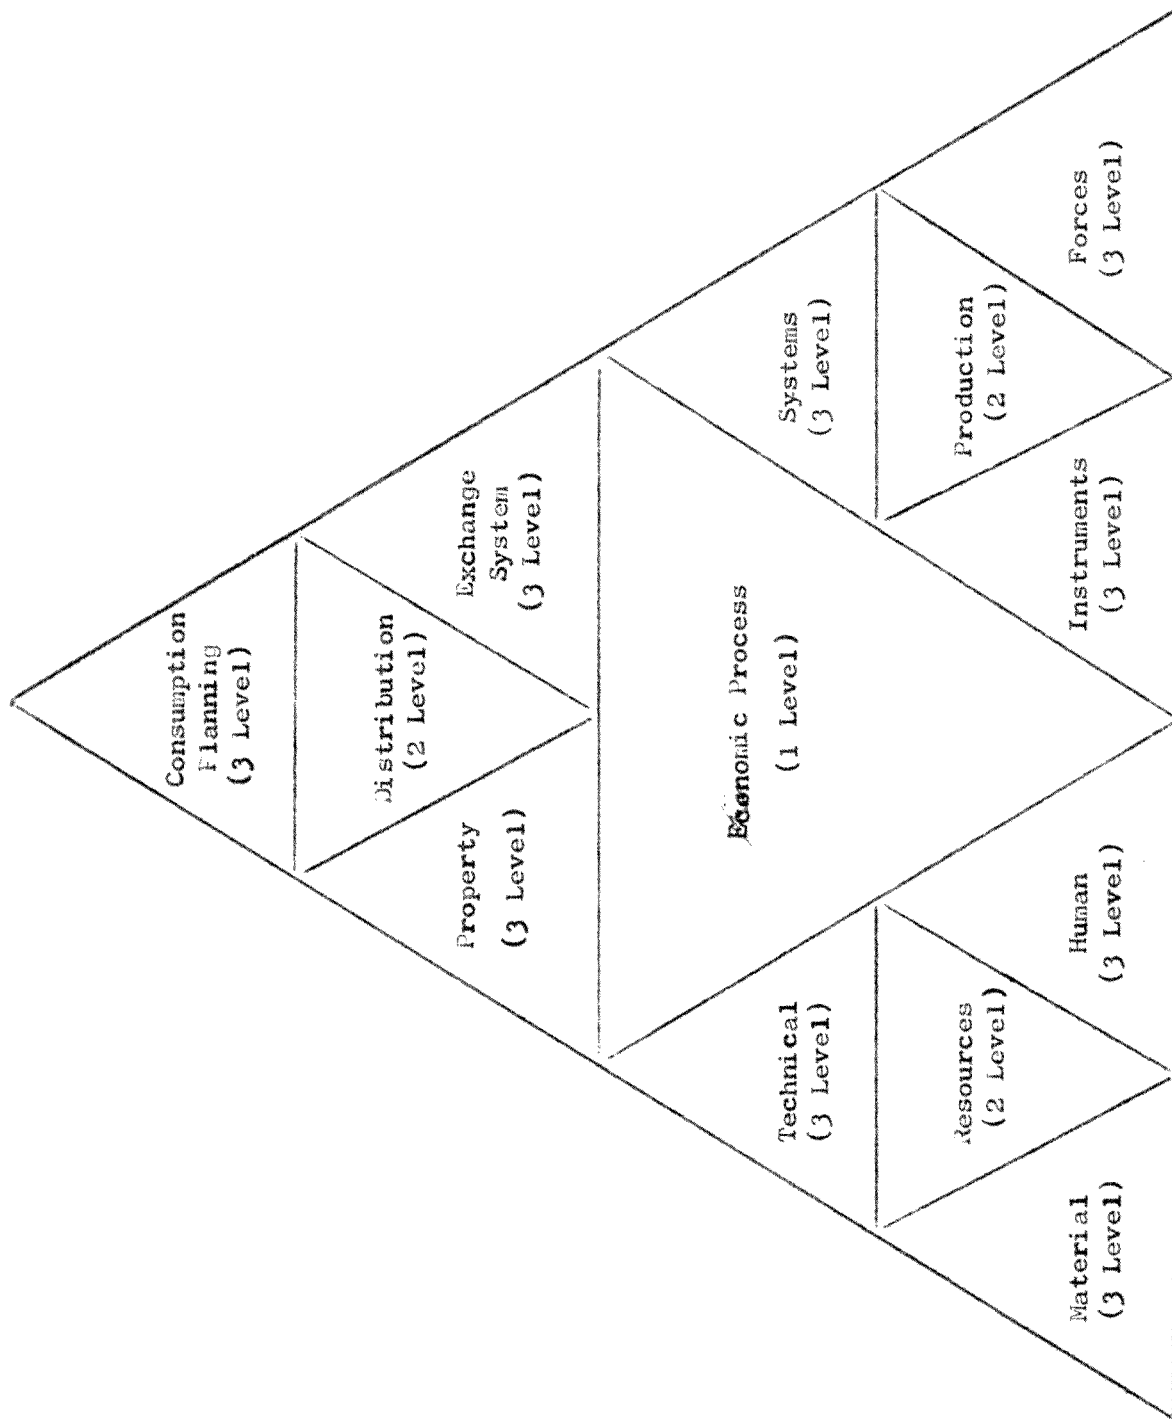 Consumption
Planning
(3 Level)
Distribution
(2 Level)
Property
(3 Level)
Exchange
System
(3 Level)
Economic Process
(1 Level)
Technical
(3 Level)
Systems
(3 Level)
Resources
(2 Level)
Production
(2 Level)
Material
(3 Level)
Human
(3 Level)
Instruments
(3 Level)
Forces
(3 Level)